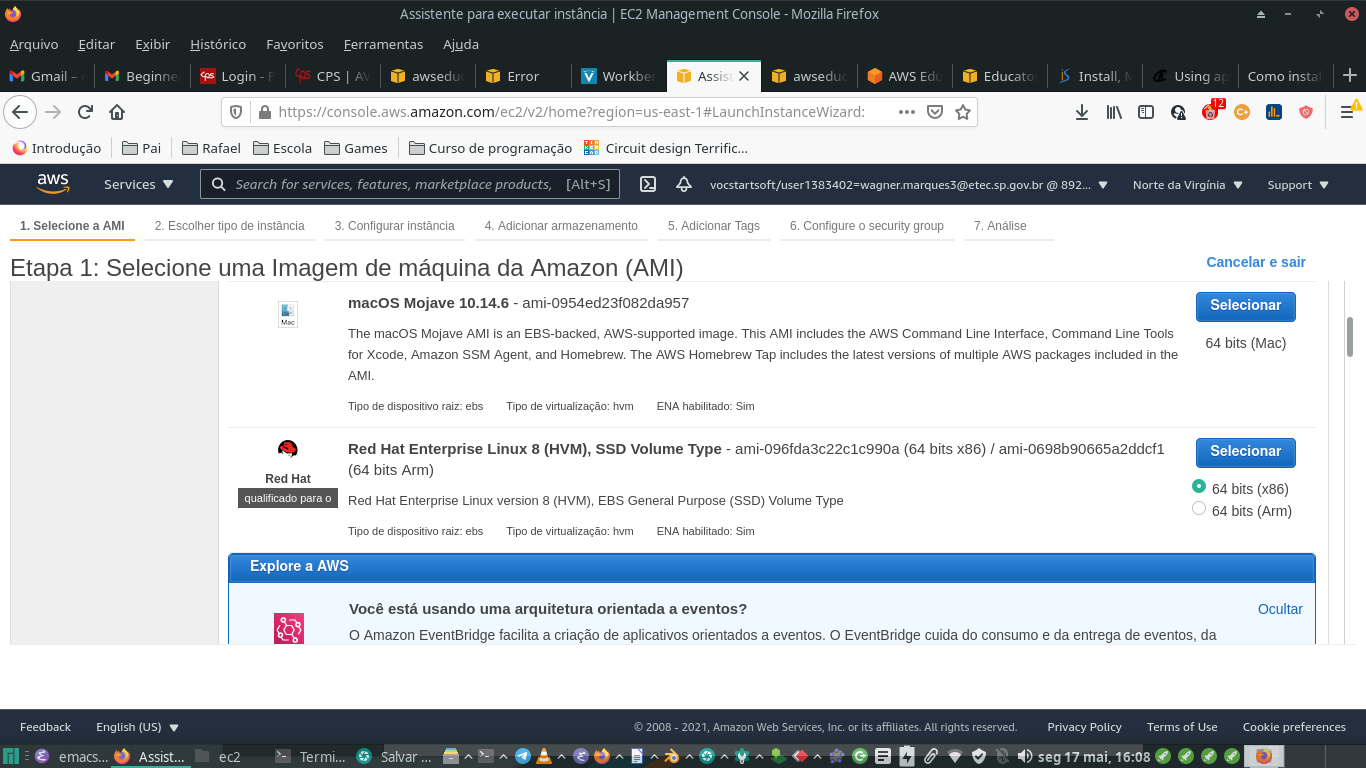 Assistente para executar instância | EC2 Management Console - Mozilla Firefox
Arquivo Editar Exibir Histórico Favoritos Ferramentas Ajuda
Gmail – Beginner Login - P CPS | AV awseduc Error Workben Assist awseduc AWS Edu Educato Install, M Using ap Como insta
https://console.aws.amazon.com/ec2/v2/home?region=us-east-1#LaunchInstanceWizard: 12
Introdução Pai Rafael Escola Games Curso de programação Circuit design Terrific...
aws Services Search for services, features, marketplace products, [Alt+S] vocstartsoft/user1383402=wagner.marques3@etec.sp.gov.br @ 892... Norte da Virgínia Support
1. Selecione a AMI 2. Escolher tipo de instância 3. Configurar instância 4. Adicionar armazenamento 5. Adicionar Tags 6. Configure o security group 7. Análise
Etapa 1: Selecione uma Imagem de máquina da Amazon (AMI) Cancelar e sair
Mac
macOS Mojave 10.14.6 - ami-0954ed23f082da957 Selecionar
The macOS Mojave AMI is an EBS-backed, AWS-supported image. This AMI includes the AWS Command Line Interface, Command Line Tools
for Xcode, Amazon SSM Agent, and Homebrew. The AWS Homebrew Tap includes the latest versions of multiple AWS packages included in the
AMI.
64 bits (Mac)
Tipo de dispositivo raiz: ebs Tipo de virtualização: hvm ENA habilitado: Sim
Red Hat
qualificado para o
Red Hat Enterprise Linux 8 (HVM), SSD Volume Type - ami-096fda3c22c1c990a (64 bits x86) / ami-0698b90665a2ddcf1
(64 bits Arm)
Selecionar
Red Hat Enterprise Linux version 8 (HVM), EBS General Purpose (SSD) Volume Type
64 bits (x86)
64 bits (Arm)
Tipo de dispositivo raiz: ebs Tipo de virtualização: hvm ENA habilitado: Sim
Explore a AWS
Você está usando uma arquitetura orientada a eventos? Ocultar
O Amazon EventBridge facilita a criação de aplicativos orientados a eventos. O EventBridge cuida do consumo e da entrega de eventos, da
Feedback English (US) © 2008 - 2021, Amazon Web Services, Inc. or its affiliates. All rights reserved. Privacy Policy Terms of Use Cookie preferences
emacs... Assist... ec2 Termi... Salvar ... seg 17 mai, 16:08